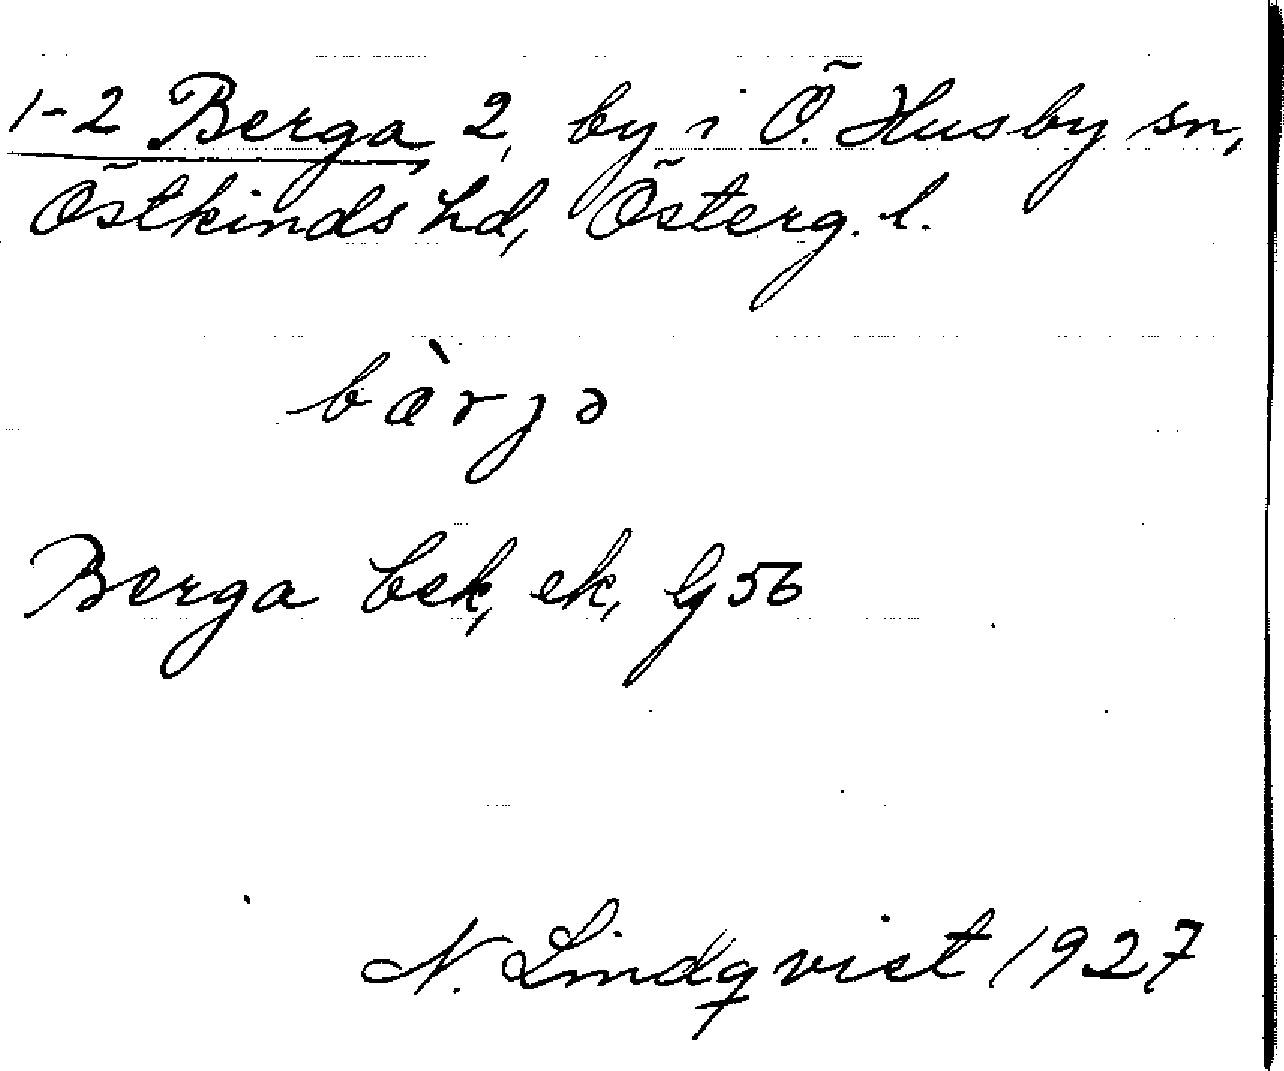 1-2 Berga 2, by i Ö. Husby sn,
Östkinds hd, Österg. l.
bàrjə
Berga bek, ek, G56
N. Lindqvist 1927